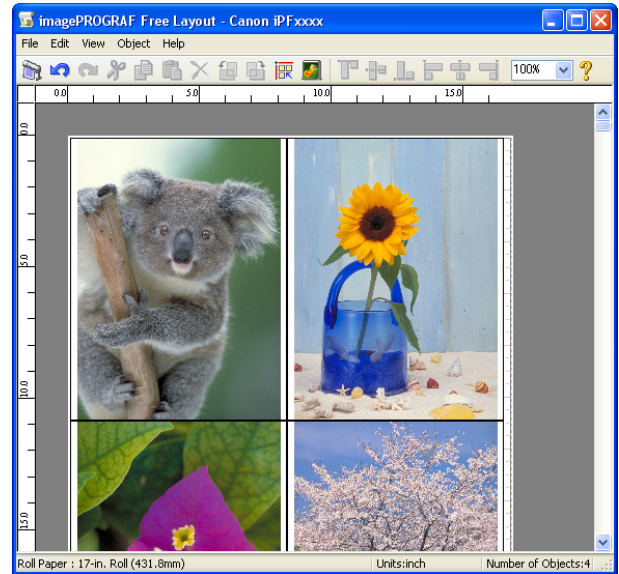 imagePROGRAF Free Layout - Canon iPFxxxx
File Edit View Object Help
100%
0.0 5.0 10.0 15.0
0.0
5.0
10.0
15.0
Roll Paper : 17-in. Roll (431.8mm) Units:inch Number of Objects:4